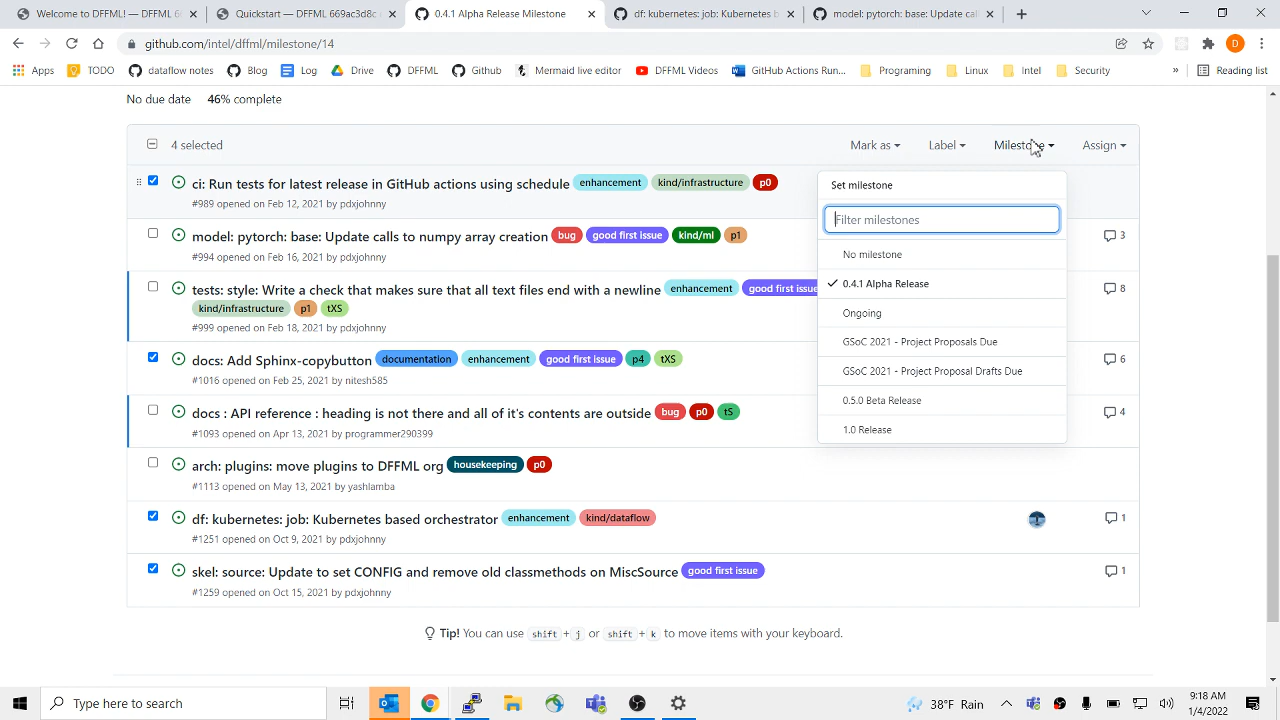 Welcome to DFFML! — DFFML 6
Quickstart — DFFML 669ac3d8c
0.4.1 Alpha Release Milestone
df: kubernetes: job: Kubernetes b
model: pytorch: base: Update cal
github.com/intel/dffml/milestone/14
D
Apps
TODO
dataflow notes
Blog
Log
Drive
DFFML
Github
Mermaid live editor
DFFML Videos
GitHub Actions Run...
Programing
Linux
Intel
Security
»
Reading list
No due date 46% complete
4 selected
Mark as
Label
Milestone
Assign
ci: Run tests for latest release in GitHub actions using schedule enhancement kind/infrastructure p0
#989 opened on Feb 12, 2021 by pdxjohnny
Set milestone
Filter milestones
No milestone
0.4.1 Alpha Release
Ongoing
GSoC 2021 - Project Proposals Due
GSoC 2021 - Project Proposal Drafts Due
0.5.0 Beta Release
1.0 Release
model: pytorch: base: Update calls to numpy array creation bug good first issue kind/ml p1
3
#994 opened on Feb 16, 2021 by pdxjohnny
tests: style: Write a check that makes sure that all text files end with a newline enhancement good first issue
8
kind/infrastructure p1 tXS
#999 opened on Feb 18, 2021 by pdxjohnny
docs: Add Sphinx-copybutton documentation enhancement good first issue p4 tXS
6
#1016 opened on Feb 25, 2021 by nitesh585
docs : API reference : heading is not there and all of it's contents are outside bug p0 tS
4
#1093 opened on Apr 13, 2021 by programmer290399
arch: plugins: move plugins to DFFML org housekeeping p0
#1113 opened on May 13, 2021 by yashlamba
df: kubernetes: job: Kubernetes based orchestrator enhancement kind/dataflow
1
#1251 opened on Oct 9, 2021 by pdxjohnny
skel: source: Update to set CONFIG and remove old classmethods on MiscSource good first issue
1
#1259 opened on Oct 15, 2021 by pdxjohnny
Tip! You can use shift + j or shift + k to move items with your keyboard.
Type here to search
38°F Rain
9:18 AM
1/4/2022